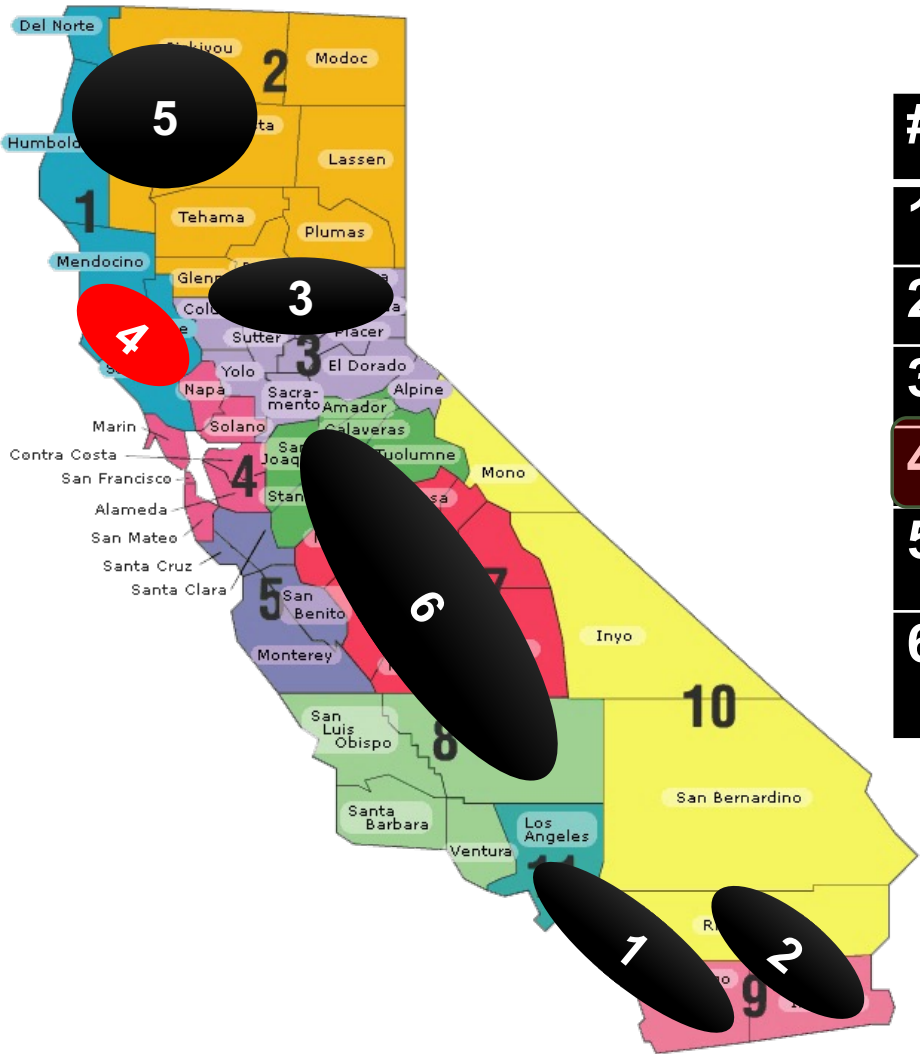 Del Norte
2
Modoc
5
Humbol
Lassen
1
Tehama
Plumas
Mendocino
Glenn
3
4
Sutter
Placer
3
Yolo
El Dorado
Napa
Sacra-
mento
Alpine
Amador
Marin
Solano
Calaveras
Contra Costa
San
Joaq
Tuolumne
Mono
San Francisco
4
Stan
Alameda
San Mateo
Santa Cruz
Santa Clara
7
5
San
Benito
6
Inyo
Monterey
10
San
Luis
Obispo
8
San Bernardino
Santa
Barbara
Los
Angeles
Ventura
11
1
2
9
#
1
2
3
4
5
6